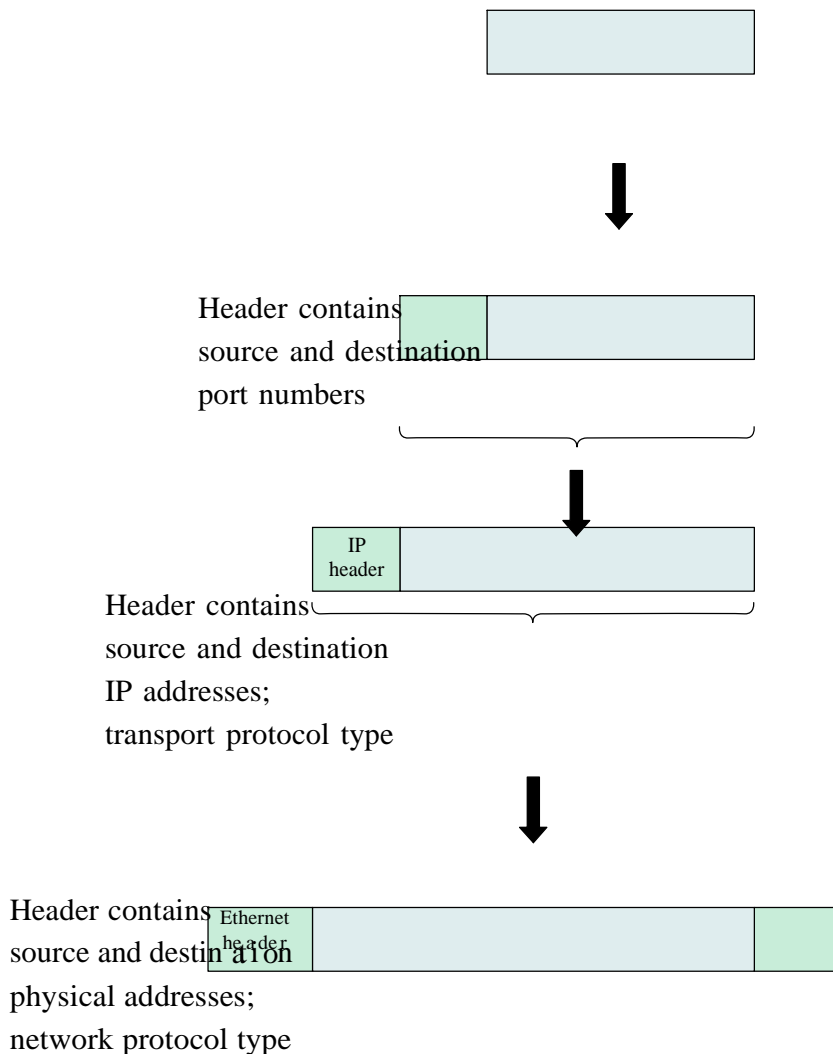 Header contains
source and destination
port numbers
IP
header
Header contains
source and destination
IP addresses;
transport protocol type
Ethernet
header
Header contains
source and destination
physical addresses;
network protocol type